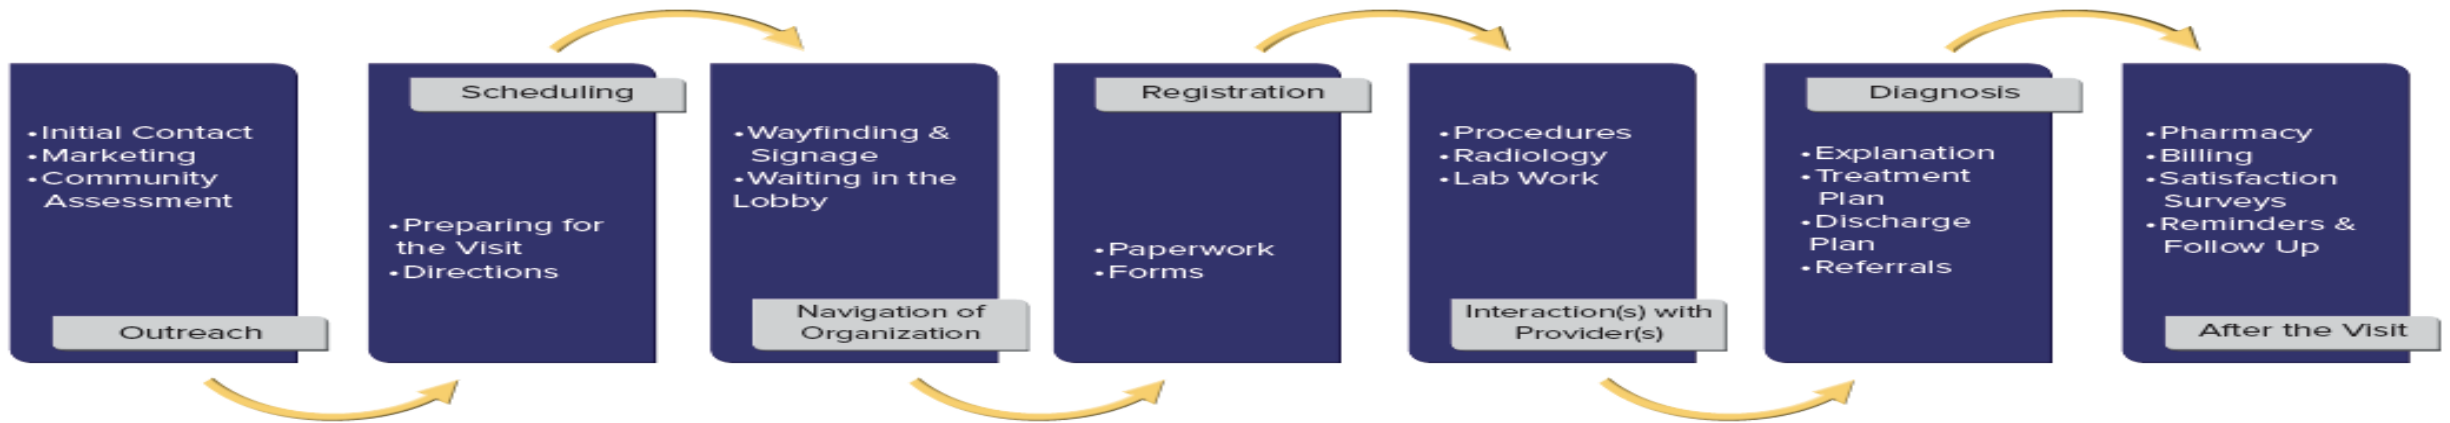 •Initial Contact
•Marketing
•Community
Assessment
Outreach
Scheduling
•Preparing for
the Visit
•Directions
•Wayfinding &
Signage
•Waiting in the
Lobby
Navigation of
Organization
Registration
•Paperwork
•Forms
•Procedures
•Radiology
•Lab Work
Interaction(s) with
Provider(s)
Diagnosis
•Explanation
•Treatment
Plan
•Discharge
Plan
•Referrals
•Pharmacy
•Billing
•Satisfaction
Surveys
•Reminders &
Follow Up
After the Visit